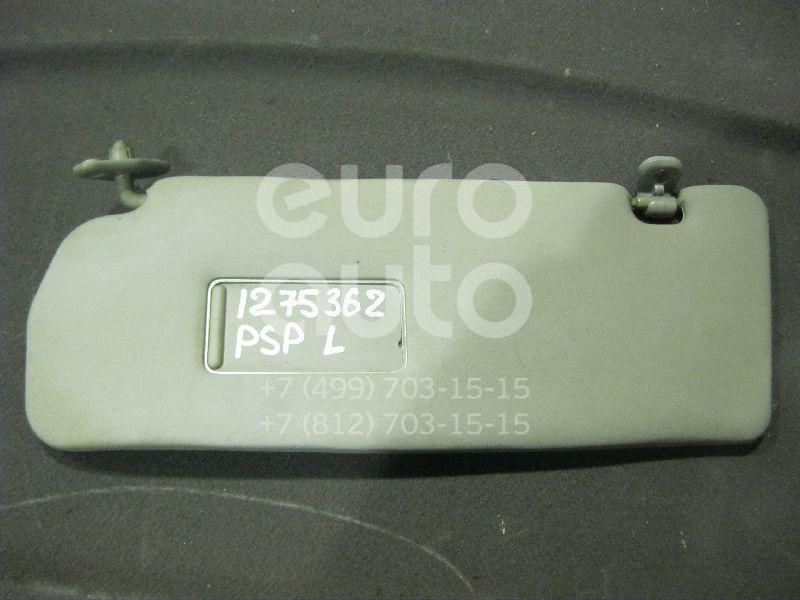 euro
auto
1275362
PSP L
+7 (499) 703-15-15
+7 (812) 703-15-15